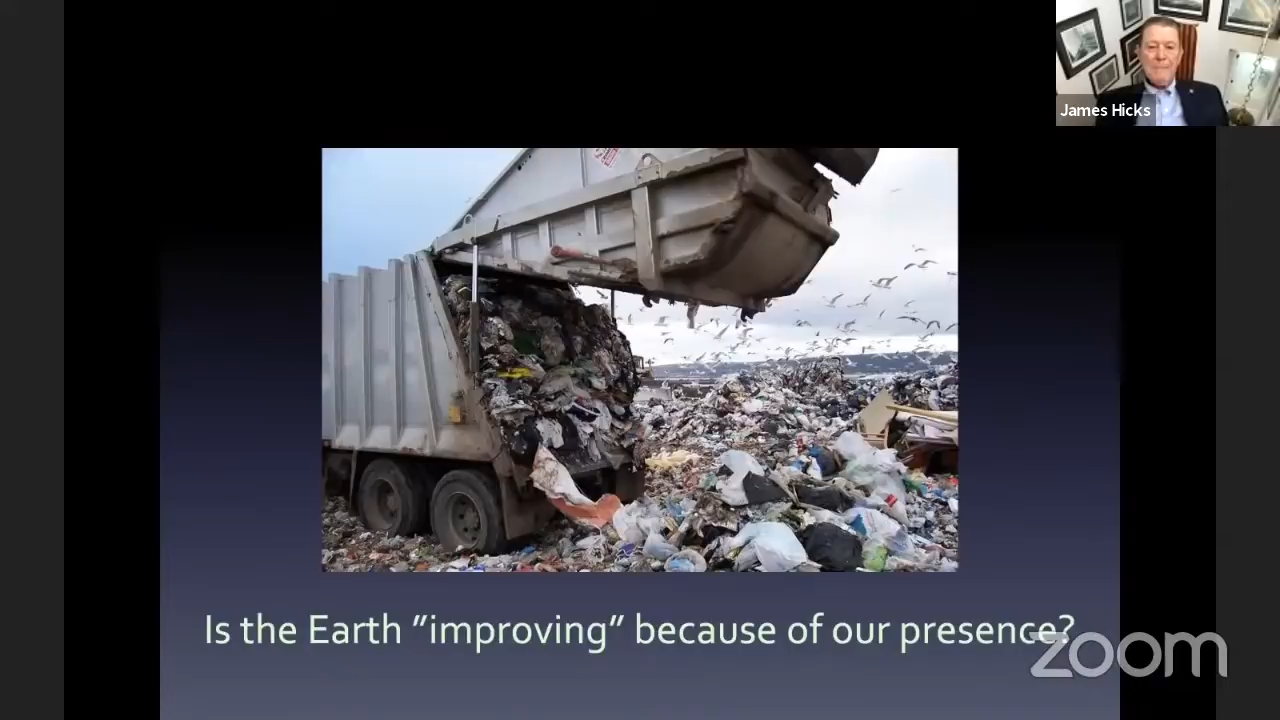 James Hicks
Is the Earth ”improving” because of our presence?
zoom